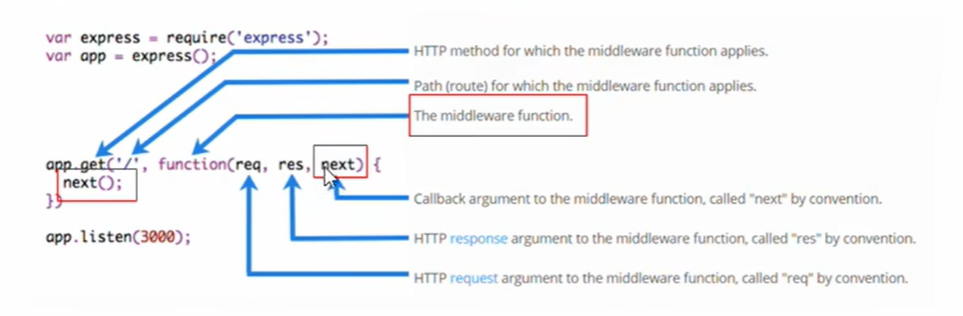 var express = require('express');
var app = express();
HTTP method for which the middleware function applies.
Path (route) for which the middleware function applies.
The middleware function.
app.get('/', function(req, res, next) {
next();
})
Callback argument to the middleware function, called "next" by convention.
app.listen(3000);
HTTP response argument to the middleware function, called "res" by convention.
HTTP request argument to the middleware function, called "req" by convention.